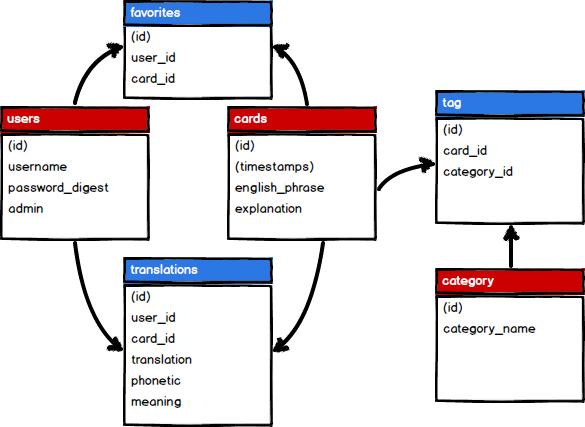 favorites
(id)
user_id
card_id
users
(id)
username
password_digest
admin
cards
(id)
(timestamps)
english_phrase
explanation
tag
(id)
card_id
category_id
translations
(id)
user_id
card_id
translation
phonetic
meaning
category
(id)
category_name